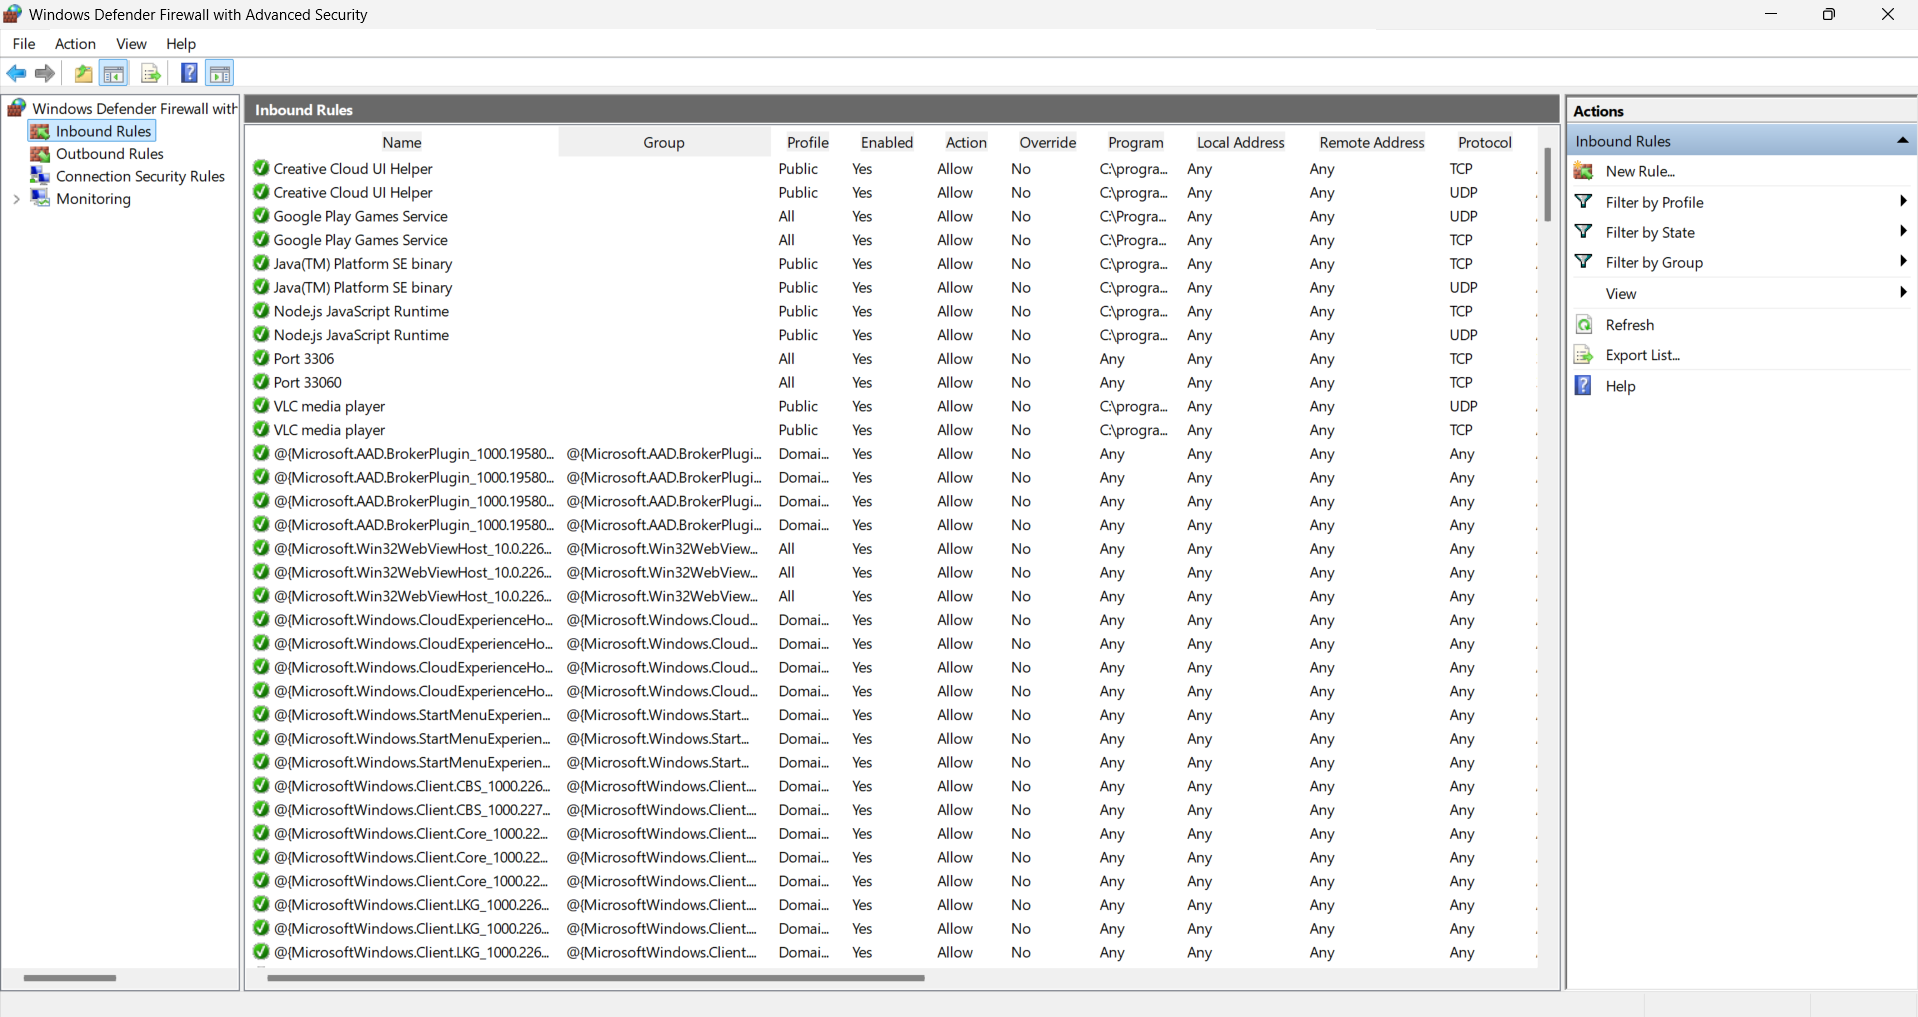 Windows Defender Firewall with Advanced Security
File Action View Help
Windows Defender Firewall with
Inbound Rules
Outbound Rules
Connection Security Rules
Monitoring
Inbound Rules
Name Group Profile Enabled Action Override Program Local Address Remote Address Protocol
Creative Cloud UI Helper Public Yes Allow No C:\progra... Any Any TCP
Creative Cloud UI Helper Public Yes Allow No C:\progra... Any Any UDP
Google Play Games Service All Yes Allow No C:\Progra... Any Any UDP
Google Play Games Service All Yes Allow No C:\Progra... Any Any TCP
Java(TM) Platform SE binary Public Yes Allow No C:\progra... Any Any TCP
Java(TM) Platform SE binary Public Yes Allow No C:\progra... Any Any UDP
Node.js JavaScript Runtime Public Yes Allow No C:\progra... Any Any TCP
Node.js JavaScript Runtime Public Yes Allow No C:\progra... Any Any UDP
Port 3306 All Yes Allow No Any Any Any TCP
Port 33060 All Yes Allow No Any Any Any TCP
VLC media player Public Yes Allow No C:\progra... Any Any UDP
VLC media player Public Yes Allow No C:\progra... Any Any TCP
@{Microsoft.AAD.BrokerPlugin_1000.19580... @{Microsoft.AAD.BrokerPlugi... Domai... Yes Allow No Any Any Any Any
@{Microsoft.AAD.BrokerPlugin_1000.19580... @{Microsoft.AAD.BrokerPlugi... Domai... Yes Allow No Any Any Any Any
@{Microsoft.AAD.BrokerPlugin_1000.19580... @{Microsoft.AAD.BrokerPlugi... Domai... Yes Allow No Any Any Any Any
@{Microsoft.AAD.BrokerPlugin_1000.19580... @{Microsoft.AAD.BrokerPlugi... Domai... Yes Allow No Any Any Any Any
@{Microsoft.Win32WebViewHost_10.0.226... @{Microsoft.Win32WebView... All Yes Allow No Any Any Any Any
@{Microsoft.Win32WebViewHost_10.0.226... @{Microsoft.Win32WebView... All Yes Allow No Any Any Any Any
@{Microsoft.Win32WebViewHost_10.0.226... @{Microsoft.Win32WebView... All Yes Allow No Any Any Any Any
@{Microsoft.Windows.CloudExperienceHo... @{Microsoft.Windows.Cloud... Domai... Yes Allow No Any Any Any Any
@{Microsoft.Windows.CloudExperienceHo... @{Microsoft.Windows.Cloud... Domai... Yes Allow No Any Any Any Any
@{Microsoft.Windows.CloudExperienceHo... @{Microsoft.Windows.Cloud... Domai... Yes Allow No Any Any Any Any
@{Microsoft.Windows.CloudExperienceHo... @{Microsoft.Windows.Cloud... Domai... Yes Allow No Any Any Any Any
@{Microsoft.Windows.StartMenuExperien... @{Microsoft.Windows.Start... Domai... Yes Allow No Any Any Any Any
@{Microsoft.Windows.StartMenuExperien... @{Microsoft.Windows.Start... Domai... Yes Allow No Any Any Any Any
@{Microsoft.Windows.StartMenuExperien... @{Microsoft.Windows.Start... Domai... Yes Allow No Any Any Any Any
@{MicrosoftWindows.Client.CBS_1000.226... @{MicrosoftWindows.Client.... Domai... Yes Allow No Any Any Any Any
@{MicrosoftWindows.Client.CBS_1000.227... @{MicrosoftWindows.Client.... Domai... Yes Allow No Any Any Any Any
@{MicrosoftWindows.Client.Core_1000.22... @{MicrosoftWindows.Client.... Domai... Yes Allow No Any Any Any Any
@{MicrosoftWindows.Client.Core_1000.22... @{MicrosoftWindows.Client.... Domai... Yes Allow No Any Any Any Any
@{MicrosoftWindows.Client.Core_1000.22... @{MicrosoftWindows.Client.... Domai... Yes Allow No Any Any Any Any
@{MicrosoftWindows.Client.LKG_1000.226... @{MicrosoftWindows.Client.... Domai... Yes Allow No Any Any Any Any
@{MicrosoftWindows.Client.LKG_1000.226... @{MicrosoftWindows.Client.... Domai... Yes Allow No Any Any Any Any
@{MicrosoftWindows.Client.LKG_1000.226... @{MicrosoftWindows.Client.... Domai... Yes Allow No Any Any Any Any
Actions
Inbound Rules
New Rule...
Filter by Profile
Filter by State
Filter by Group
View
Refresh
Export List...
Help